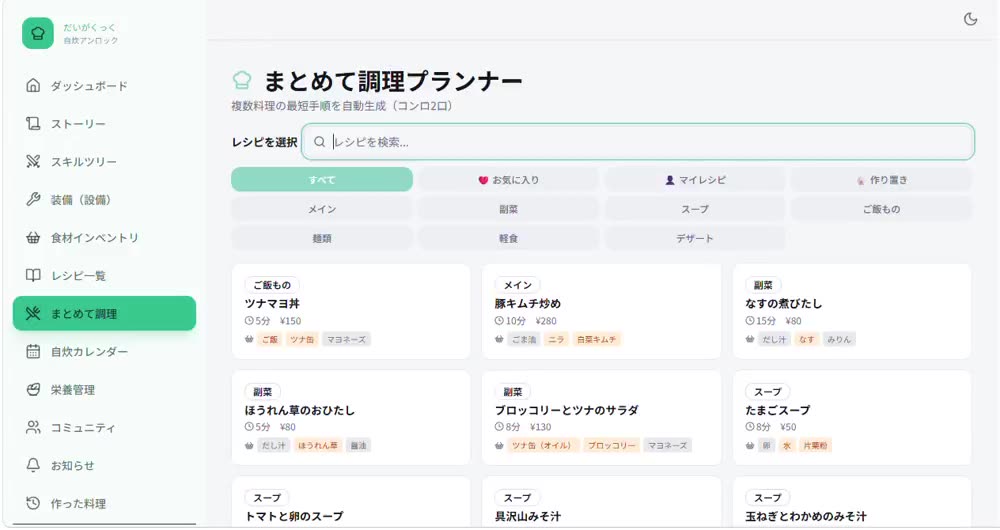 だいがくっく
自炊アンロック
ダッシュボード
ストーリー
スキルツリー
装備（設備）
食材インベントリ
レシピ一覧
まとめて調理
自炊カレンダー
栄養管理
コミュニティ
お知らせ
作った料理
まとめて調理プランナー
複数料理の最短手順を自動生成（コンロ2口）
レシピを選択
レシピを検索...
すべて
お気に入り
マイレシピ
作り置き
メイン
副菜
スープ
ご飯もの
麺類
軽食
デザート
ご飯もの
ツナマヨ丼
5分 ¥150
ご飯 ツナ缶 マヨネーズ
メイン
豚キムチ炒め
10分 ¥280
ごま油 ニラ 白菜キムチ
副菜
なすの煮びたし
15分 ¥80
だし汁 なす みりん
副菜
ほうれん草のおひたし
5分 ¥80
だし汁 ほうれん草 醤油
副菜
ブロッコリーとツナのサラダ
8分 ¥130
ツナ缶（オイル） ブロッコリー マヨネーズ
スープ
たまごスープ
8分 ¥50
卵 水 片栗粉
スープ
トマトと卵のスープ
スープ
具沢山みそ汁
スープ
玉ねぎとわかめのみそ汁